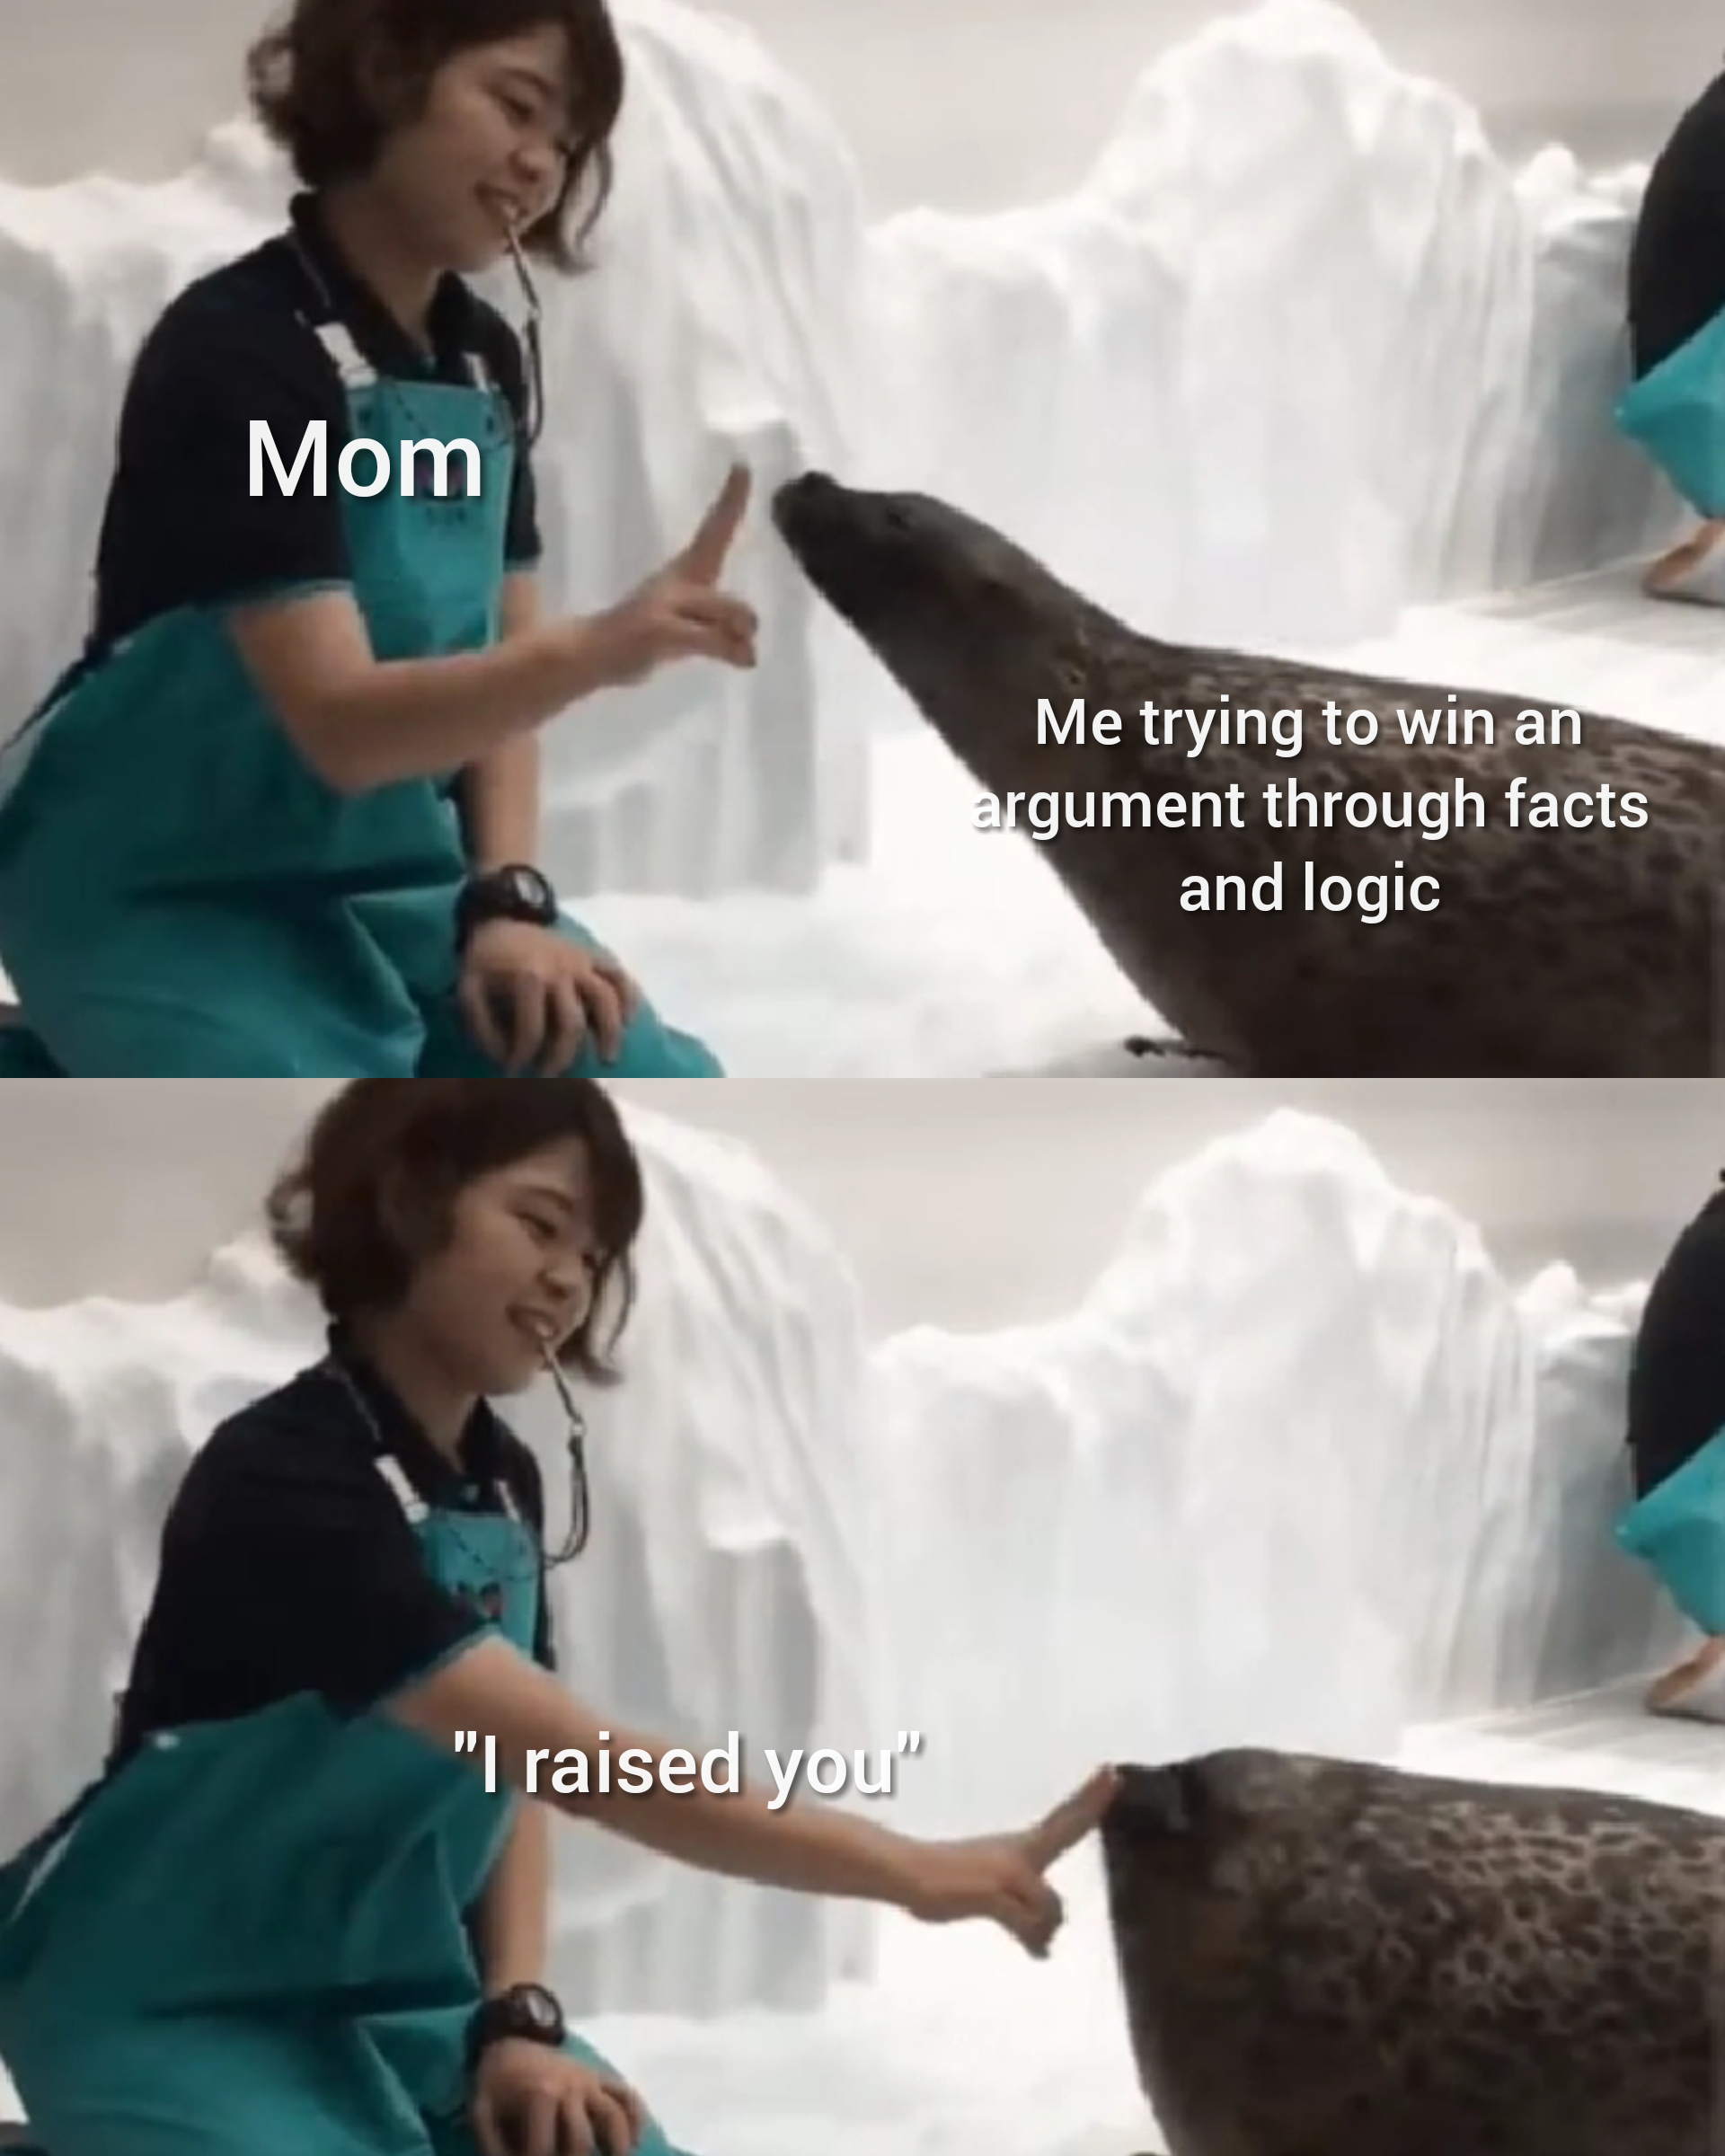 Mom
Me trying to win an
argument through facts
and logic
"I raised you"